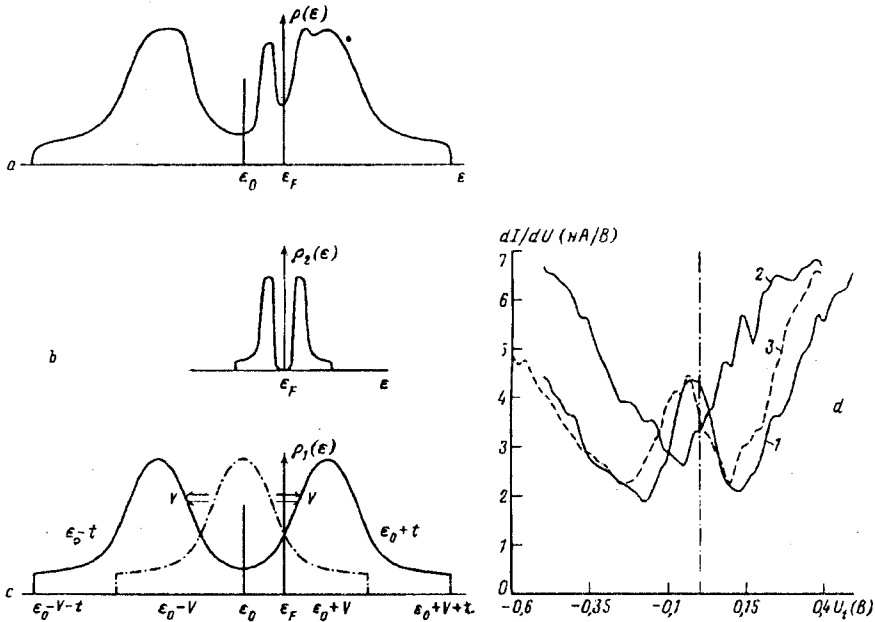 ρ(ε)
a
ε₀
ε_F
ε
b
ρ₂(ε)
ε_F
ε
c
ρ₁(ε)
V
V
ε₀-t
ε₀+t
ε₀-V-t
ε₀-V
ε₀
ε_F
ε₀+V
ε₀+V+t
dI/dU (нА/В)
7
6
5
4
3
2
1
0
2
3
1
d
-0,6
-0,35
-0,1
0,15
0,4
U_t(В)